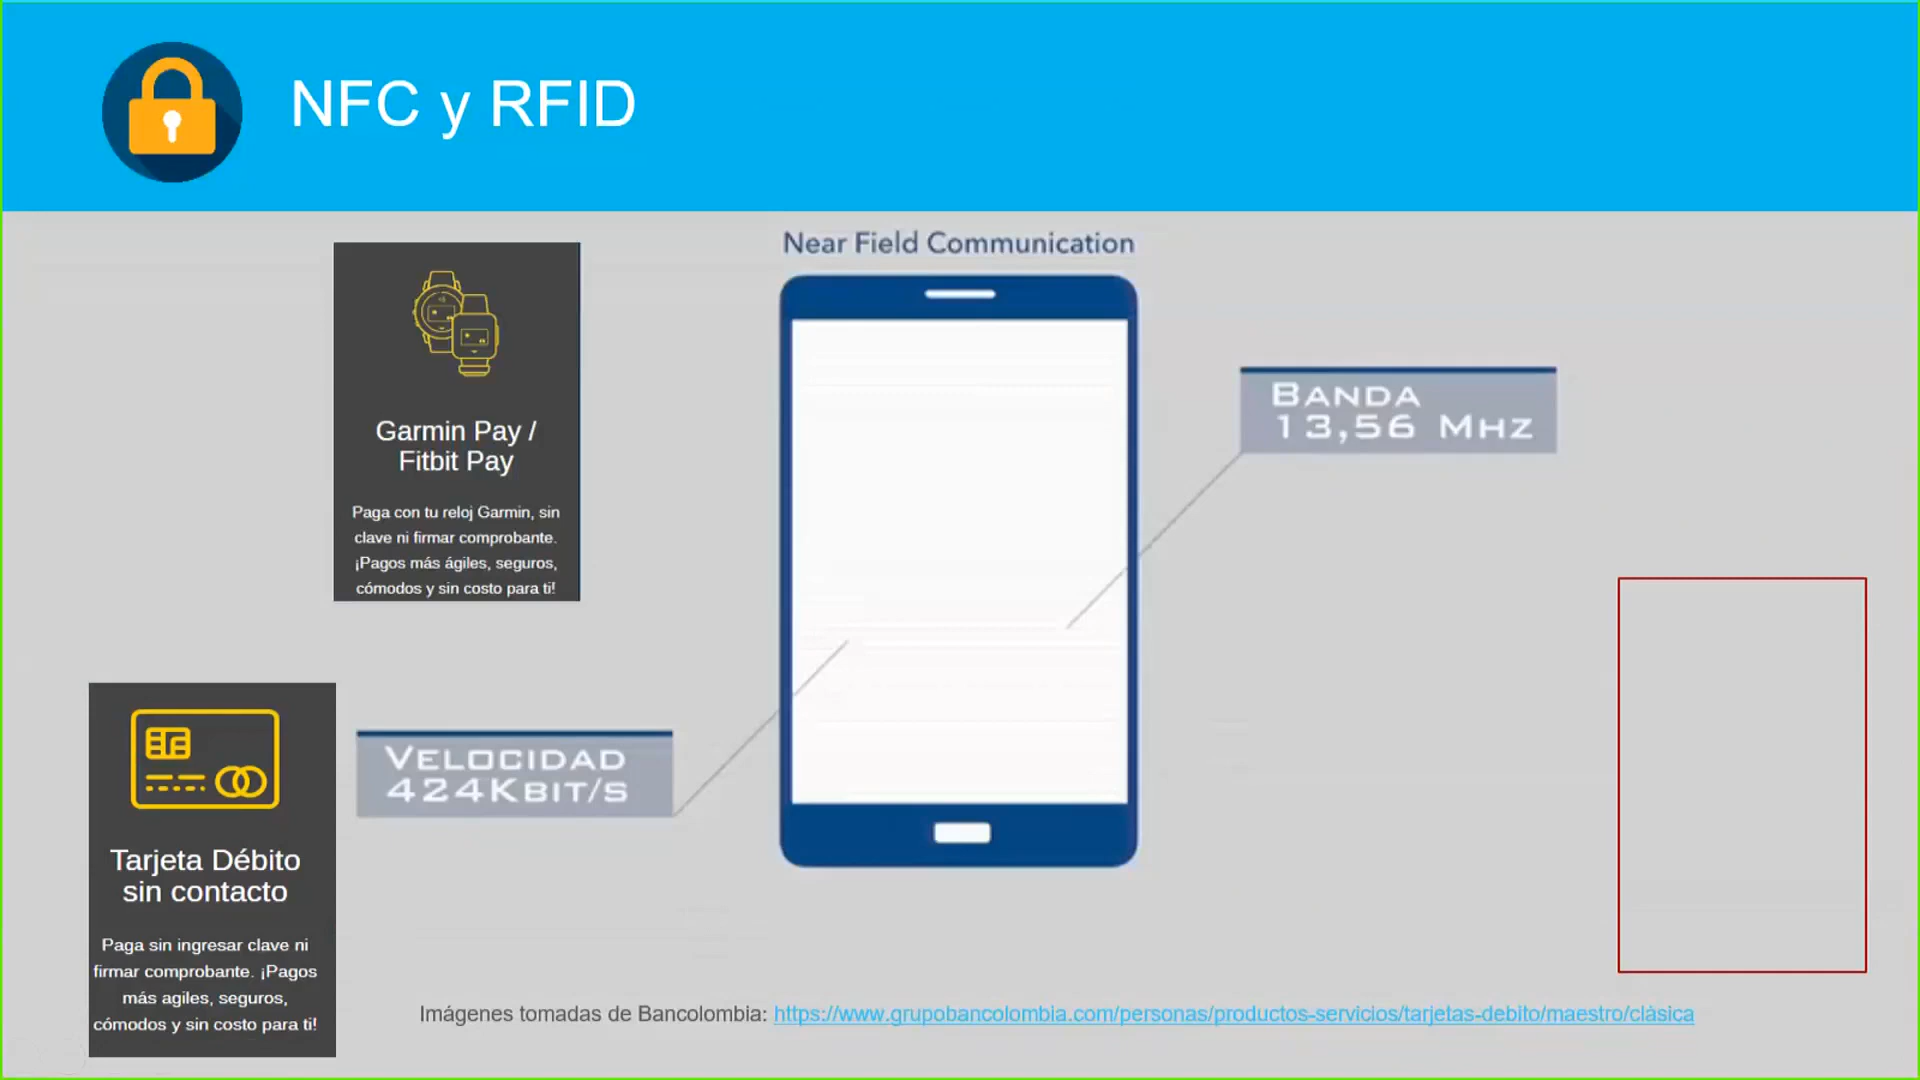 NFC y RFID
Near Field Communication
Garmin Pay /
Fitbit Pay
Paga con tu reloj Garmin, sin
clave ni firmar comprobante.
¡Pagos más ágiles, seguros,
cómodos y sin costo para ti!
BANDA
13,56 MHZ
VELOCIDAD
424KBIT/S
Tarjeta Débito
sin contacto
Paga sin ingresar clave ni
firmar comprobante. ¡Pagos
más agiles, seguros,
cómodos y sin costo para ti!
Imágenes tomadas de Bancolombia: https://www.grupobancolombia.com/personas/productos-servicios/tarjetas-debito/maestro/clásica